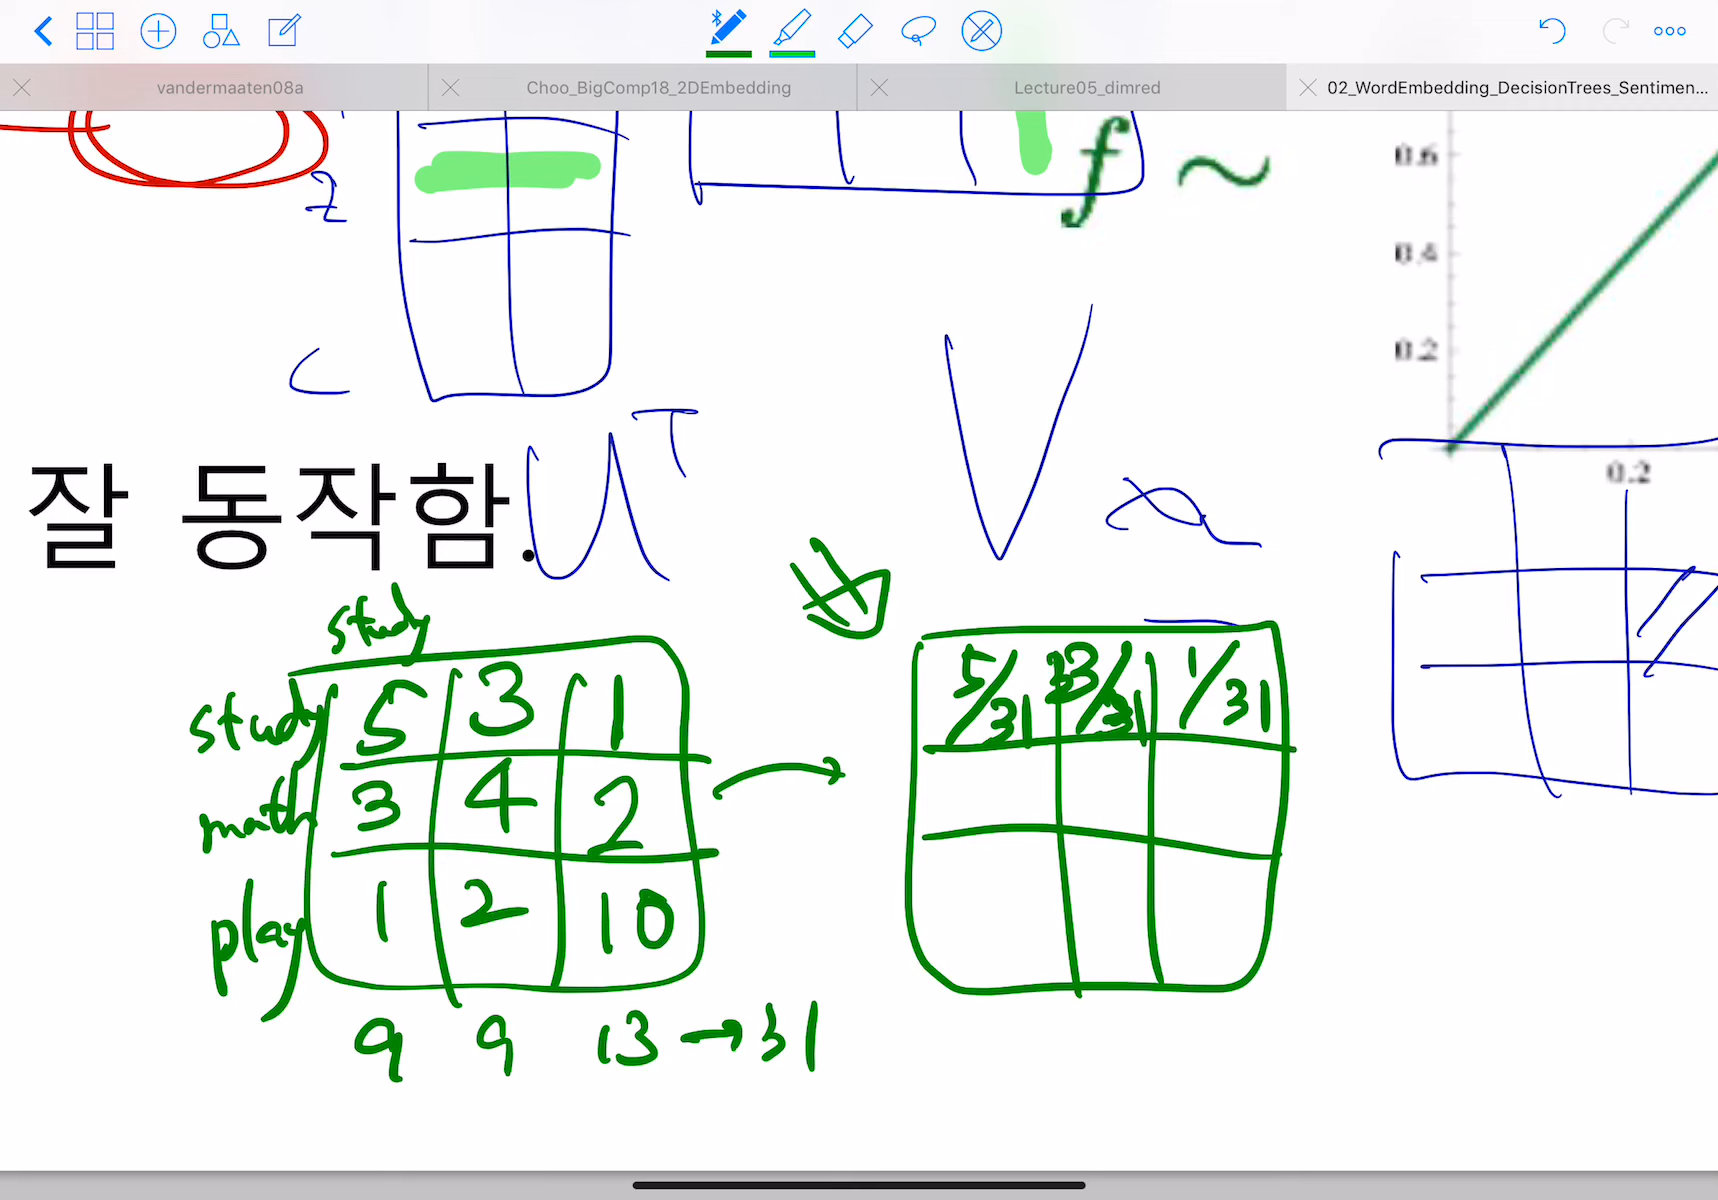 vandermaaten08a
Choo_BigComp18_2DEmbedding
Lecture05_dimred
02_WordEmbedding_DecisionTrees_Sentimen...
f ~
0.6
0.4
0.2
0.2
2
U^T
V
잘 동작함.
study
study 5 3 1
math 3 4 2
play 1 2 10
9 9 13 → 31
5/31 3/31 1/31